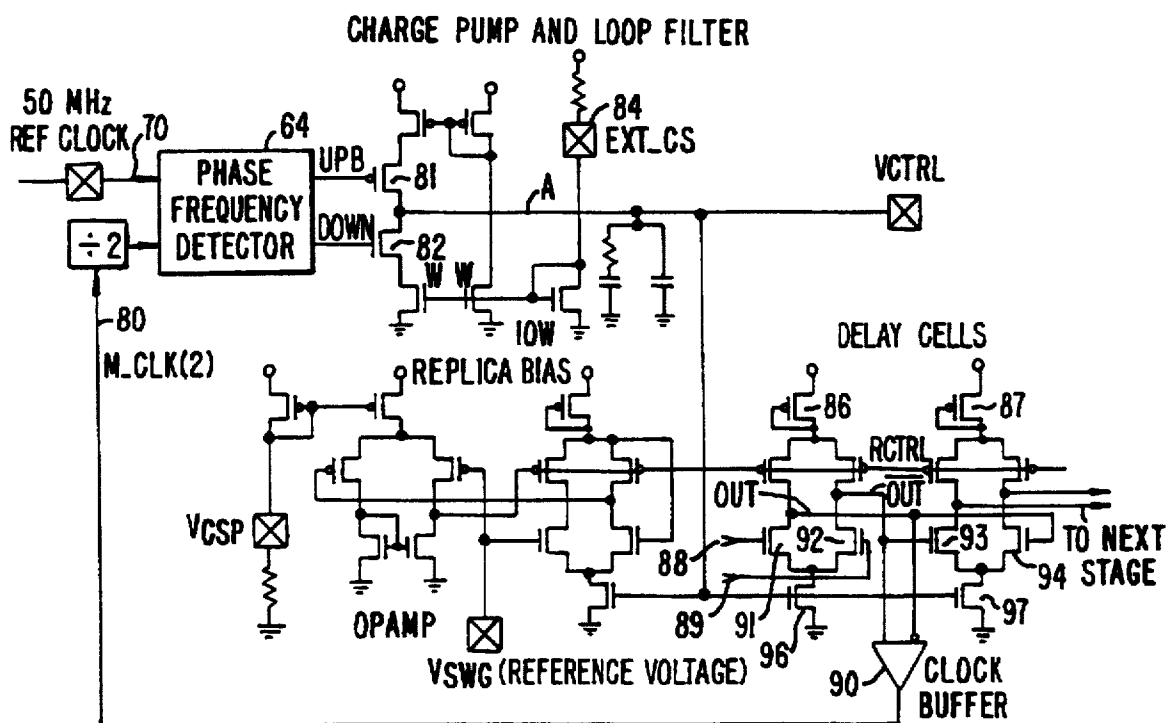 CHARGE PUMP AND LOOP FILTER
50 MHz
REF CLOCK
70
64
PHASE
FREQUENCY
DETECTOR
UPB
DOWN
81
82
84
EXT_CS
A
VCTRL
÷2
W W
10W
80
M_CLK(2)
REPLICA BIAS
DELAY CELLS
86
87
RCTRL
OUT
OUT
VCSP
88
92
93
TO NEXT
STAGE
94
OPAMP
89
91
96
97
VSWG (REFERENCE VOLTAGE)
90
CLOCK
BUFFER